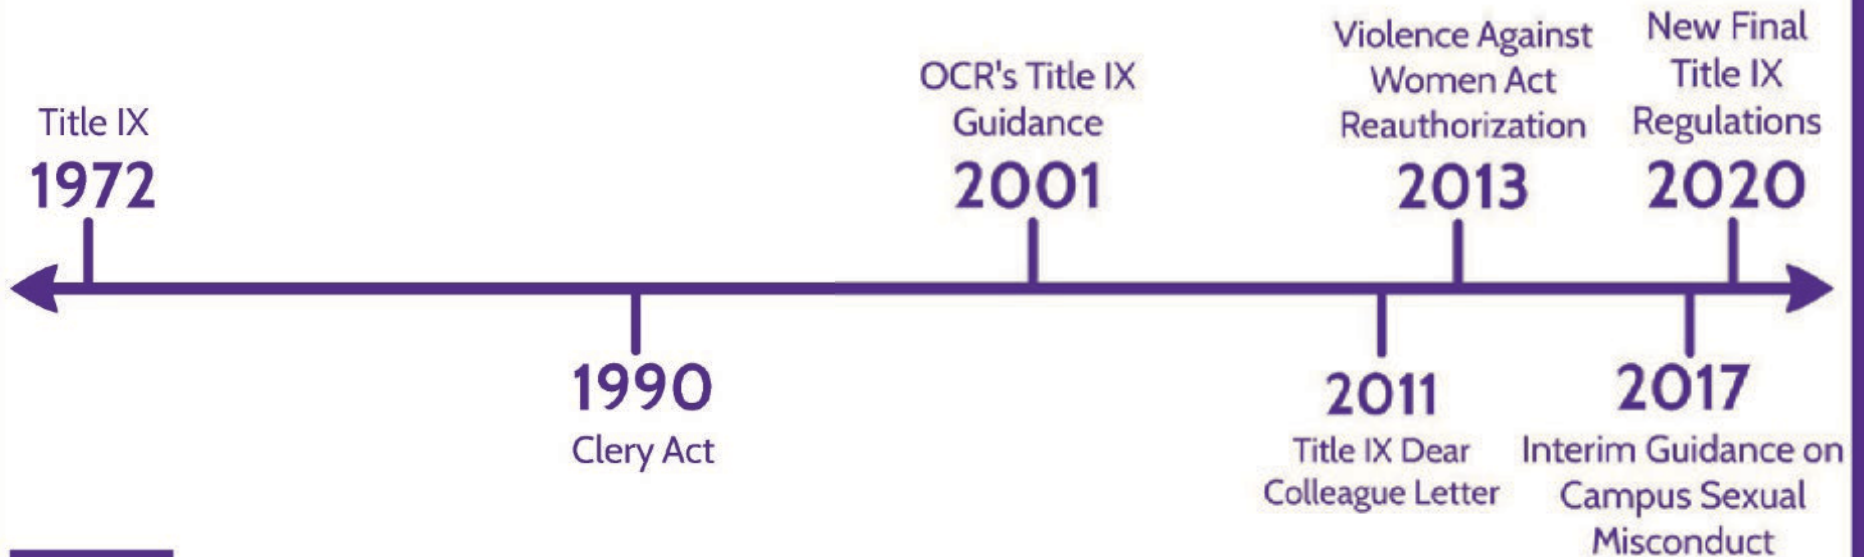 Title IX
1972
1990
Clery Act
OCR's Title IX
Guidance
2001
2011
Title IX Dear
Colleague Letter
Violence Against
Women Act
Reauthorization
2013
2017
Interim Guidance on
Campus Sexual
Misconduct
New Final
Title IX
Regulations
2020